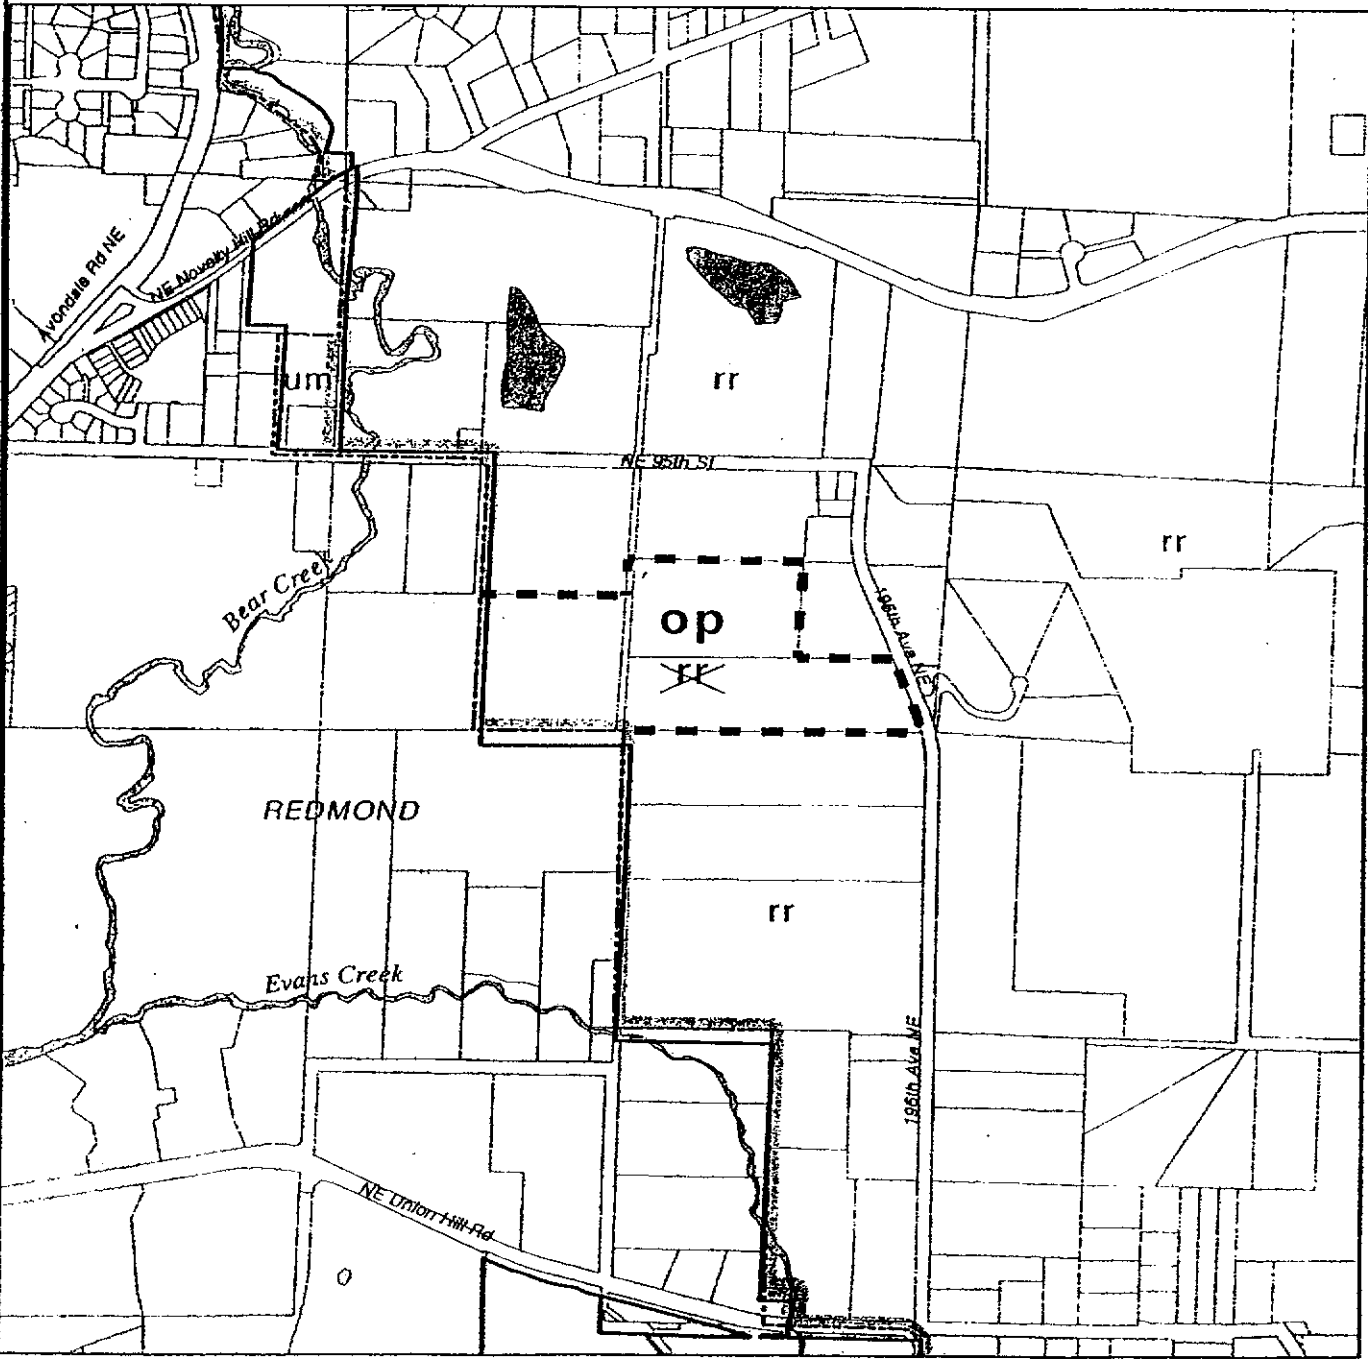 Avondale Rd NE
NE Novelty Hill Rd
um
rr
NE 95th St
rr
Bear Creek
op
rr
196th Ave NE
REDMOND
rr
Evans Creek
196th Ave NE
NE Union Hill Rd